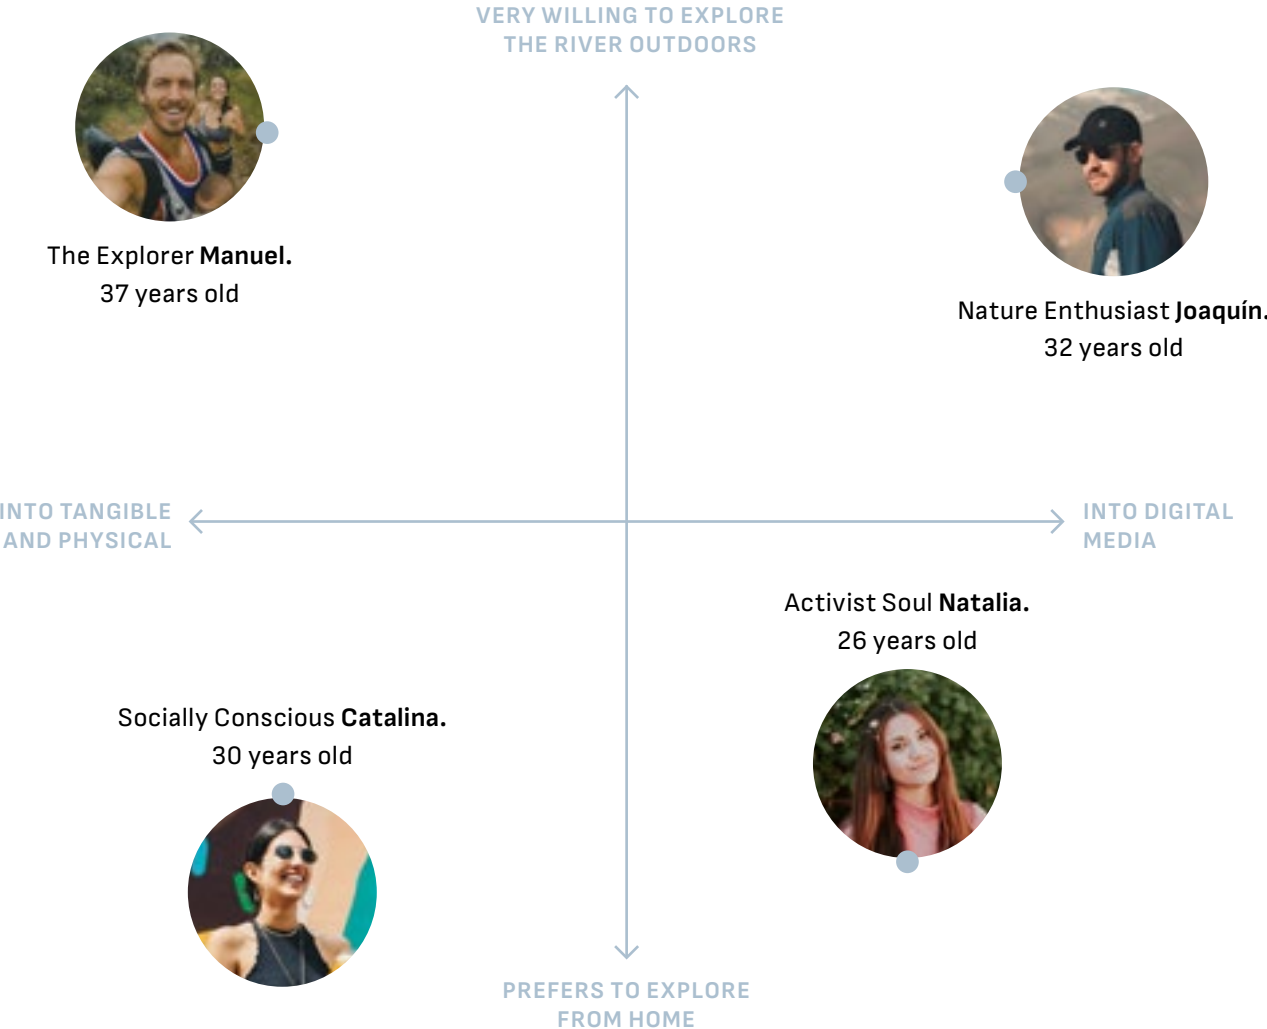 VERY WILLING TO EXPLORE
THE RIVER OUTDOORS
The Explorer Manuel.
37 years old
Nature Enthusiast Joaquín.
32 years old
INTO TANGIBLE
AND PHYSICAL
INTO DIGITAL
MEDIA
Activist Soul Natalia.
26 years old
Socially Conscious Catalina.
30 years old
PREFERS TO EXPLORE
FROM HOME